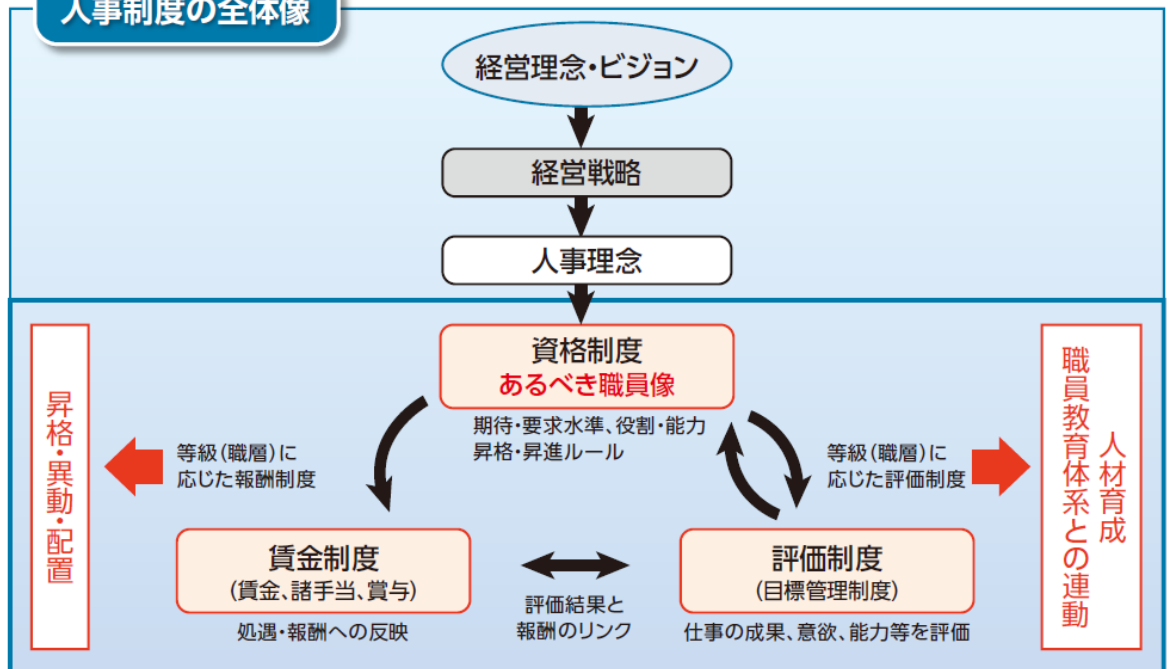 人事制度の全体像
経営理念・ビジョン
経営戦略
人事理念
資格制度
あるべき職員像
期待・要求水準、役割・能力
昇格・昇進ルール
昇格・異動・配置
等級(職層)に
応じた報酬制度
等級(職層)に
応じた評価制度
人材育成
職員教育体系との連動
賃金制度
(賃金、諸手当、賞与)
処遇・報酬への反映
評価結果と
報酬のリンク
評価制度
(目標管理制度)
仕事の成果、意欲、能力等を評価